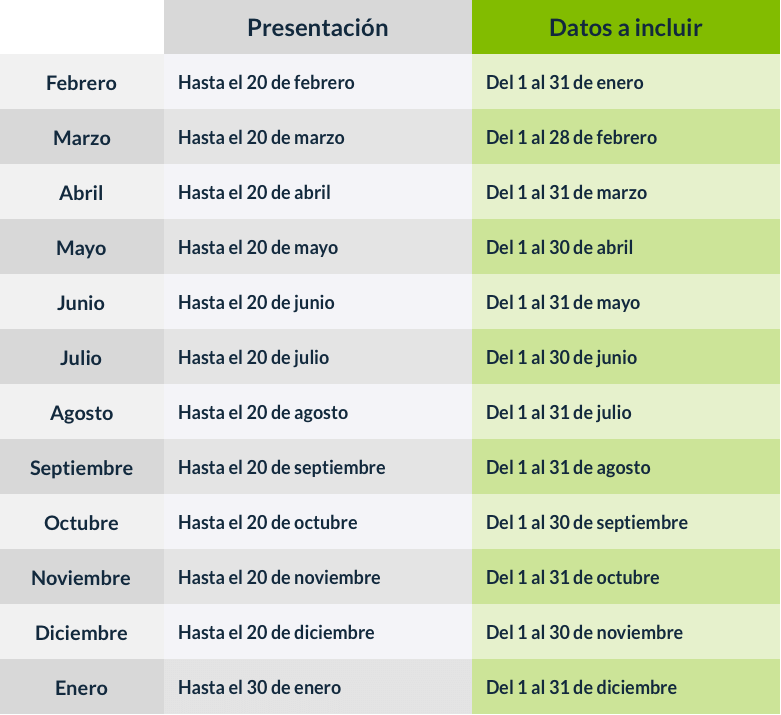 Presentación Datos a incluir
Febrero Hasta el 20 de febrero Del 1 al 31 de enero
Marzo Hasta el 20 de marzo Del 1 al 28 de febrero
Abril Hasta el 20 de abril Del 1 al 31 de marzo
Mayo Hasta el 20 de mayo Del 1 al 30 de abril
Junio Hasta el 20 de junio Del 1 al 31 de mayo
Julio Hasta el 20 de julio Del 1 al 30 de junio
Agosto Hasta el 20 de agosto Del 1 al 31 de julio
Septiembre Hasta el 20 de septiembre Del 1 al 31 de agosto
Octubre Hasta el 20 de octubre Del 1 al 30 de septiembre
Noviembre Hasta el 20 de noviembre Del 1 al 31 de octubre
Diciembre Hasta el 20 de diciembre Del 1 al 30 de noviembre
Enero Hasta el 30 de enero Del 1 al 31 de diciembre